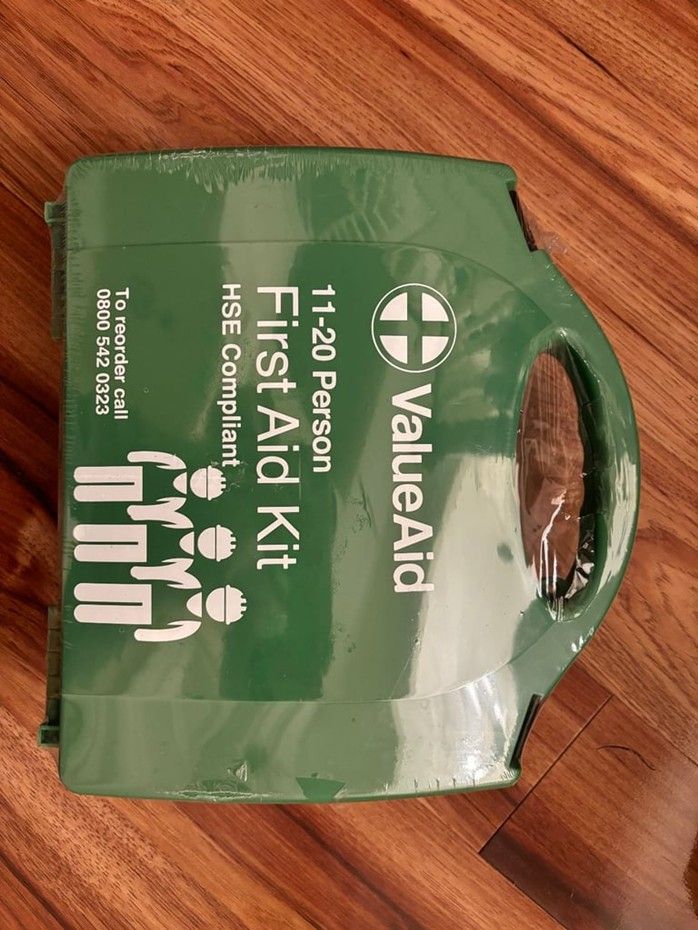 ValueAid
11-20 Person
First Aid Kit
HSE Compliant
To reorder call
0800 542 0323